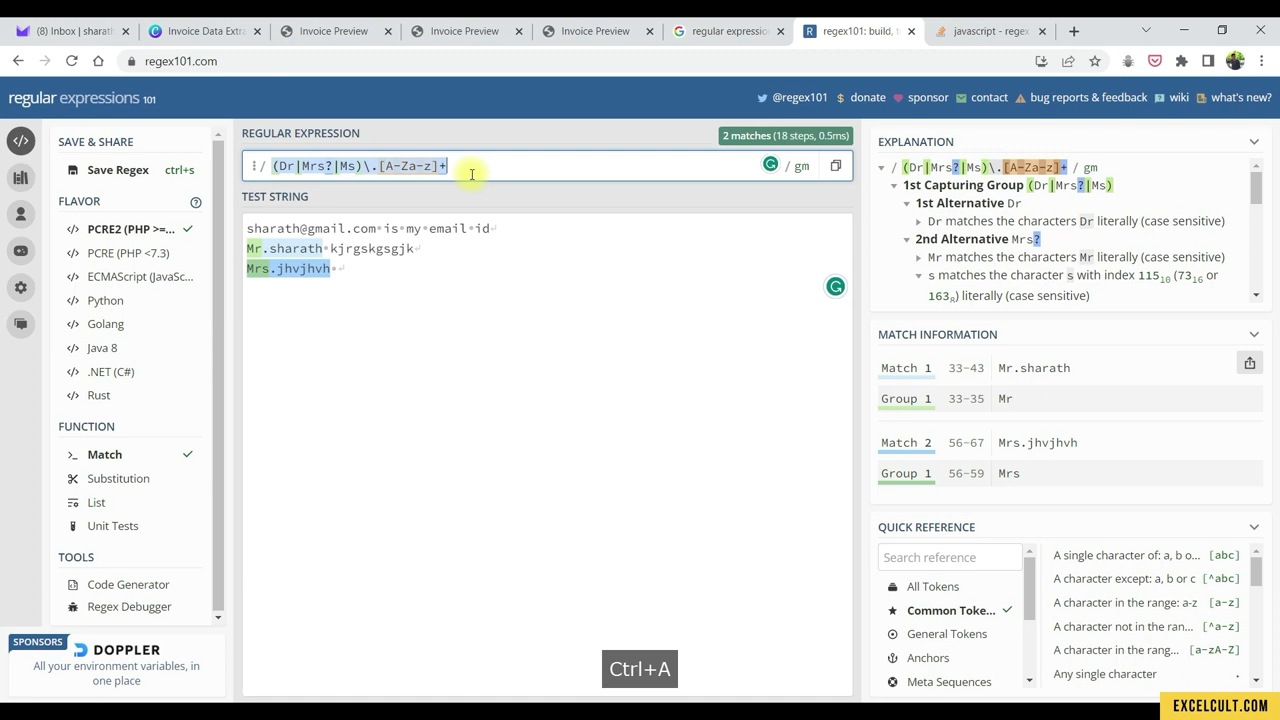 (8) Inbox | sharath
Invoice Data Extra
Invoice Preview
Invoice Preview
Invoice Preview
regular expression
regex101: build, t
javascript - regex
regex101.com
regular expressions 101
@regex101
$ donate
sponsor
contact
bug reports & feedback
wiki
what's new?
SAVE & SHARE
Save Regex ctrl+s
FLAVOR
PCRE2 (PHP >=...
PCRE (PHP <7.3)
ECMAScript (JavaSc...
Python
Golang
Java 8
.NET (C#)
Rust
FUNCTION
Match
Substitution
List
Unit Tests
TOOLS
Code Generator
Regex Debugger
SPONSORS
DOPPLER
All your environment variables, in
one place
REGULAR EXPRESSION
2 matches (18 steps, 0.5ms)
/ (Dr|Mrs?|Ms)\.[A-Za-z]+ / gm
TEST STRING
sharath@gmail.com is my email id
Mr.sharath kjrgskgsgjk
Mrs.jhvjhvh
Ctrl+A
EXPLANATION
/ (Dr|Mrs?|Ms)\.[A-Za-z]+ / gm
1st Capturing Group (Dr|Mrs?|Ms)
1st Alternative Dr
Dr matches the characters Dr literally (case sensitive)
2nd Alternative Mrs?
Mr matches the characters Mr literally (case sensitive)
s matches the character s with index 115₁₀ (73₁₆ or
163₈) literally (case sensitive)
MATCH INFORMATION
Match 1 33-43 Mr.sharath
Group 1 33-35 Mr
Match 2 56-67 Mrs.jhvjhvh
Group 1 56-59 Mrs
QUICK REFERENCE
Search reference
All Tokens
Common Toke...
General Tokens
Anchors
Meta Sequences
A single character of: a, b o... [abc]
A character except: a, b or c [^abc]
A character in the range: a-z [a-z]
A character not in the ran... [^a-z]
A character in the rang... [a-zA-Z]
Any single character .
EXCELCULT.COM